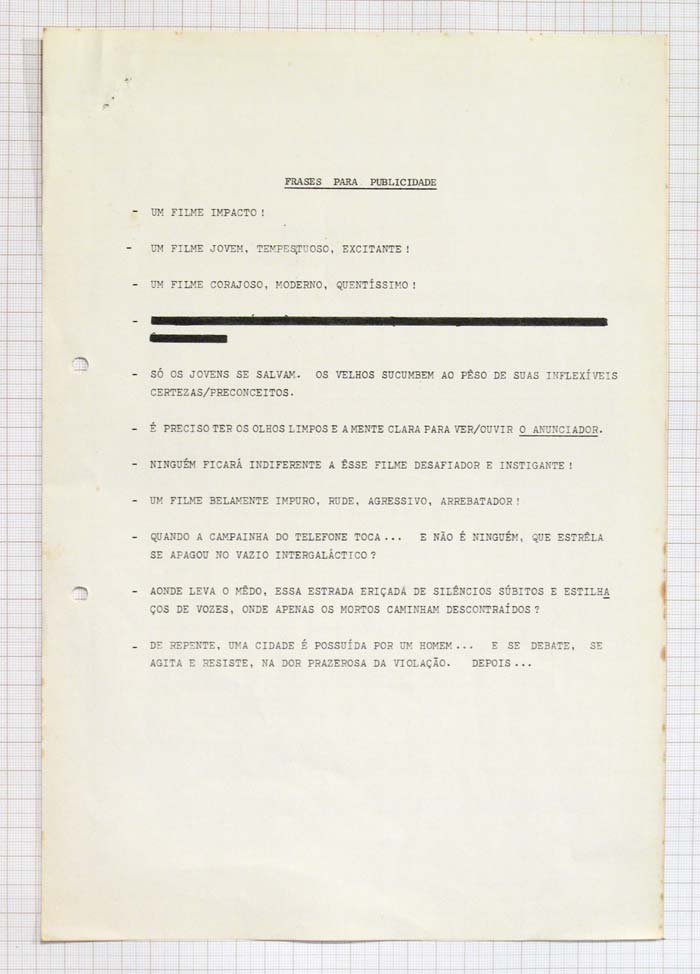 FRASES PARA PUBLICIDADE
- UM FILME IMPACTO!
- UM FILME JOVEM, TEMPESTUOSO, EXCITANTE!
- UM FILME CORAJOSO, MODERNO, QUENTÍSSIMO!
-
- SÓ OS JOVENS SE SALVAM. OS VELHOS SUCUMBEM AO PÊSO DE SUAS INFLEXÍVEIS
CERTEZAS/PRECONCEITOS.
- É PRECISO TER OS OLHOS LIMPOS E A MENTE CLARA PARA VER/OUVIR O ANUNCIADOR.
- NINGUÉM FICARÁ INDIFERENTE A ÊSSE FILME DESAFIADOR E INSTIGANTE!
- UM FILME BELAMENTE IMPURO, RUDE, AGRESSIVO, ARREBATADOR!
- QUANDO A CAMPAINHA DO TELEFONE TOCA... E NÃO É NINGUÉM, QUE ESTRÊLA
SE APAGOU NO VAZIO INTERGALÁCTICO?
- AONDE LEVA O MÊDO, ESSA ESTRADA ERIÇADA DE SILÊNCIOS SÚBITOS E ESTILHA
ÇOS DE VOZES, ONDE APENAS OS MORTOS CAMINHAM DESCONTRAÍDOS?
- DE REPENTE, UMA CIDADE É POSSUÍDA POR UM HOMEM... E SE DEBATE, SE
AGITA E RESISTE, NA DOR PRAZEROSA DA VIOLAÇÃO. DEPOIS...